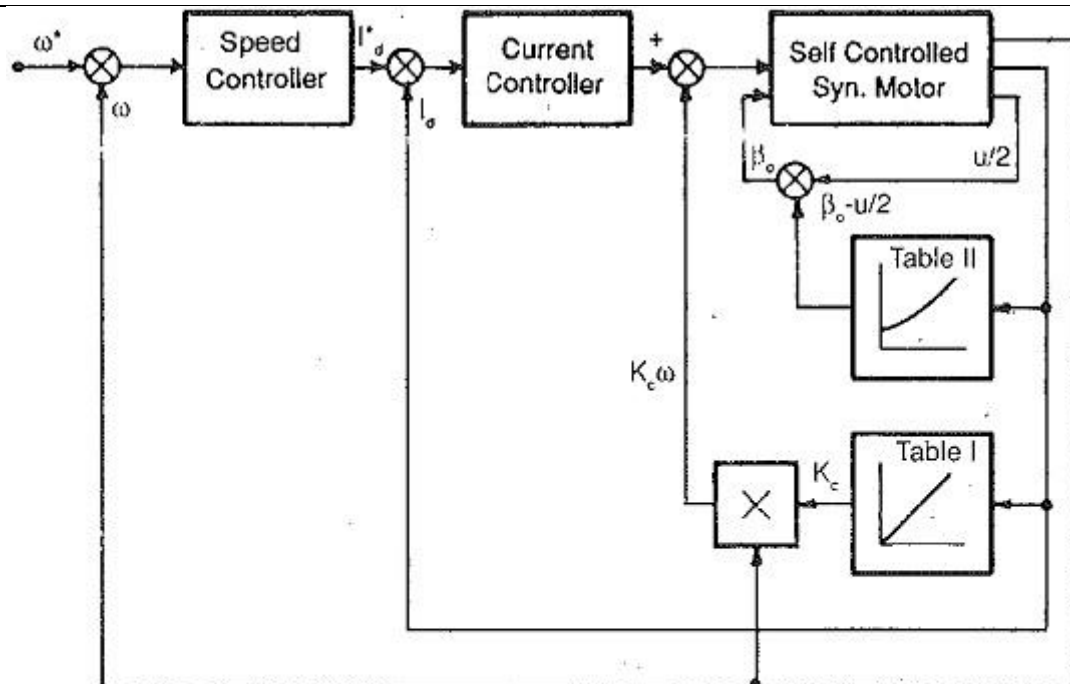 ω*
Speed
Controller
I*d
Current
Controller
+
Self Controlled
Syn. Motor
ω
Id
βo
u/2
βo-u/2
Table II
Kcω
Kc
Table I
×